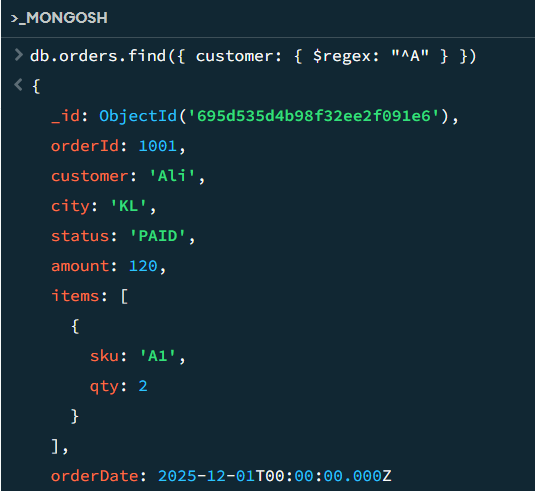 >_MONGOSH
> db.orders.find({ customer: { $regex: "^A" } })
< {
_id: ObjectId('695d535d4b98f32ee2f091e6'),
orderId: 1001,
customer: 'Ali',
city: 'KL',
status: 'PAID',
amount: 120,
items: [
{
sku: 'A1',
qty: 2
}
],
orderDate: 2025-12-01T00:00:00.000Z